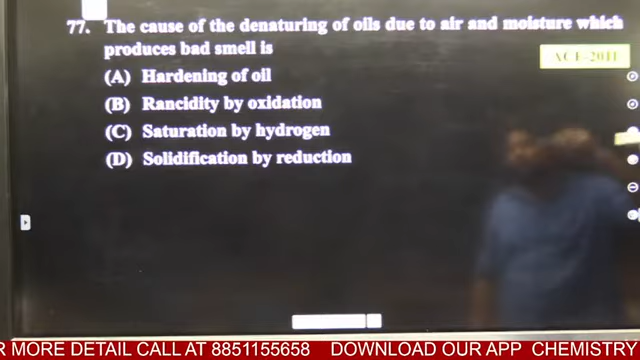 77. The cause of the denaturing of oils due to air and moisture which
produces bad smell is
(A) Hardening of oil
(B) Rancidity by oxidation
(C) Saturation by hydrogen
(D) Solidification by reduction
R MORE DETAIL CALL AT 8851155658 DOWNLOAD OUR APP CHEMISTRY